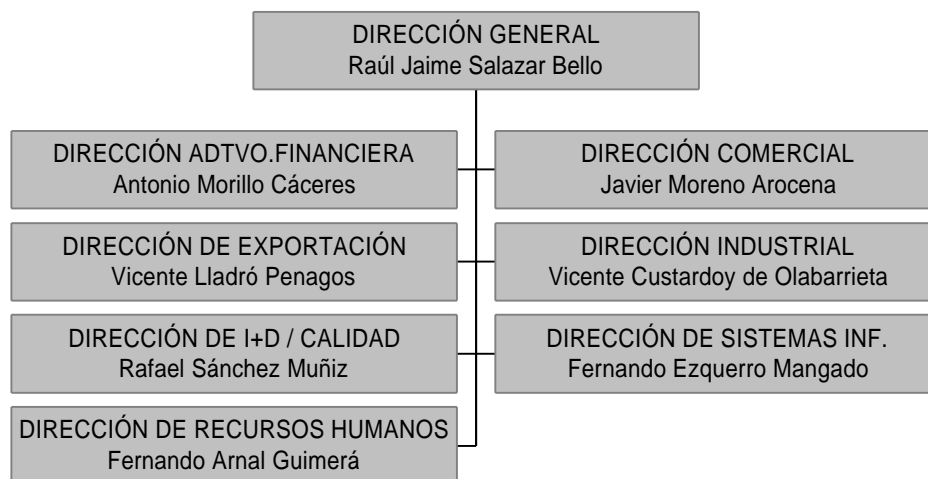 DIRECCIÓN GENERAL
Raúl Jaime Salazar Bello
DIRECCIÓN ADTVO.FINANCIERA
Antonio Morillo Cáceres
DIRECCIÓN COMERCIAL
Javier Moreno Arocena
DIRECCIÓN DE EXPORTACIÓN
Vicente Lladró Penagos
DIRECCIÓN INDUSTRIAL
Vicente Custardoy de Olabarrieta
DIRECCIÓN DE I+D / CALIDAD
Rafael Sánchez Muñiz
DIRECCIÓN DE SISTEMAS INF.
Fernando Ezquerro Mangado
DIRECCIÓN DE RECURSOS HUMANOS
Fernando Arnal Guimerá